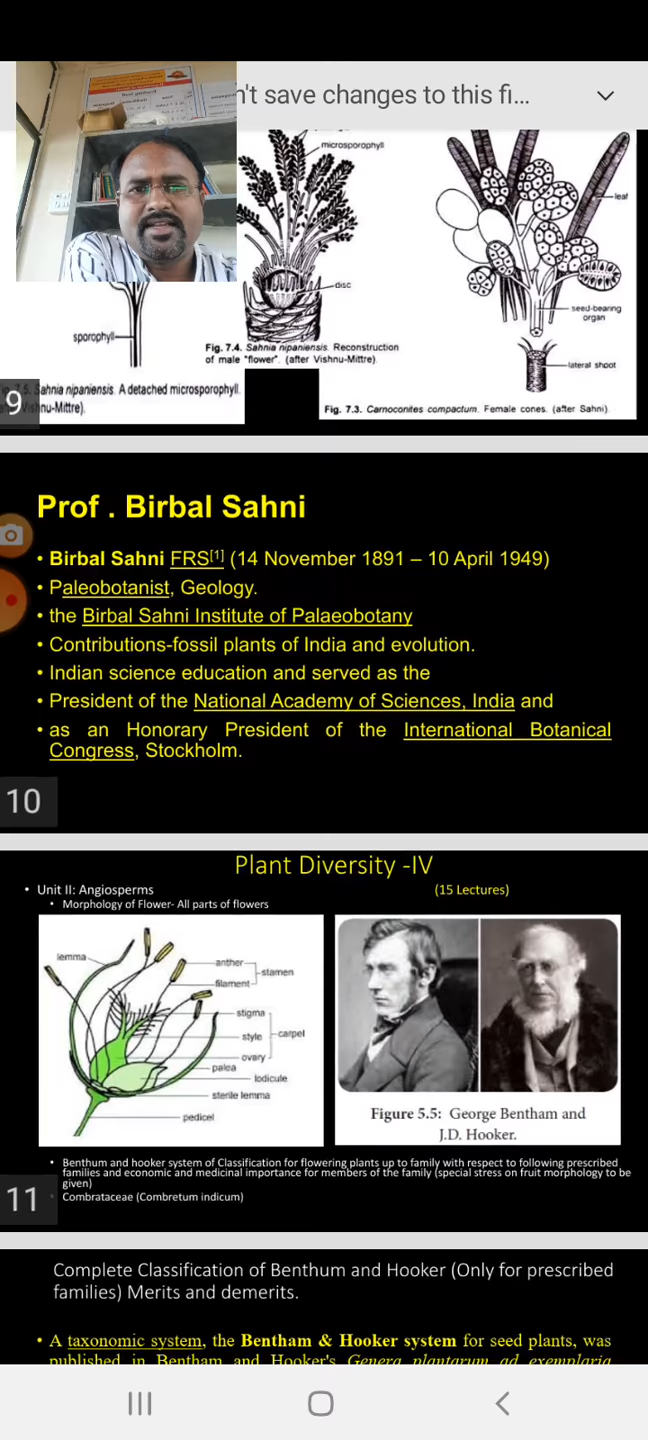 n't save changes to this fi...
microsporophyll
leaf
disc
seed-bearing
organ
sporophyll
lateral shoot
Fig. 7.4. Sahnia nipaniensis. Reconstruction
of male "flower". (after Vishnu-Mittre).
Sahnia nipaniensis. A detached microsporophyll.
hnu-Mittre).
Fig. 7.3. Carnoconites compactum. Female cones. (after Sahni).
9
Prof . Birbal Sahni
• Birbal Sahni FRS[1] (14 November 1891 – 10 April 1949)
• Paleobotanist, Geology.
• the Birbal Sahni Institute of Palaeobotany
• Contributions-fossil plants of India and evolution.
• Indian science education and served as the
• President of the National Academy of Sciences, India and
• as an Honorary President of the International Botanical
Congress, Stockholm.
10
Plant Diversity -IV
• Unit II: Angiosperms (15 Lectures)
• Morphology of Flower- All parts of flowers
lemma
anther
stamen
filament
stigma
style
carpel
ovary
palea
lodicule
sterile lemma
pedicel
Figure 5.5: George Bentham and
J.D. Hooker.
• Benthum and hooker system of Classification for flowering plants up to family with respect to following prescribed
families and economic and medicinal importance for members of the family (special stress on fruit morphology to be
given)
• Combrataceae (Combretum indicum)
11
Complete Classification of Benthum and Hooker (Only for prescribed
families) Merits and demerits.
• A taxonomic system, the Bentham & Hooker system for seed plants, was
published in Bentham and Hooker's Genera plantarum ad exemplaria